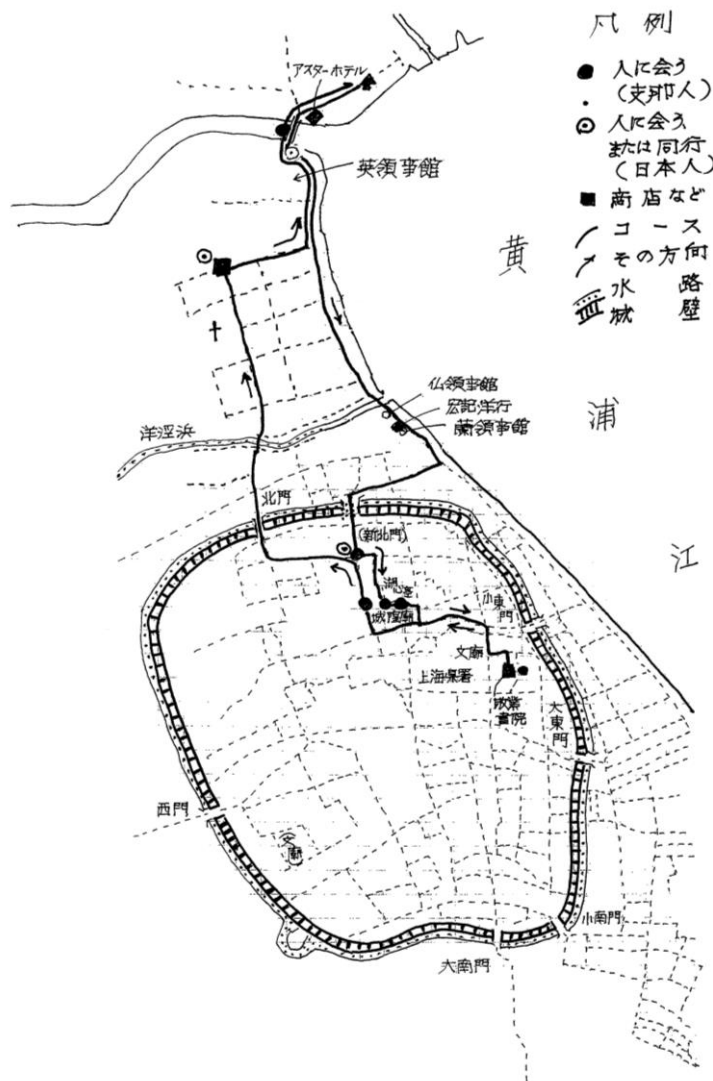 凡例
人に会う
(支那人)
人に会う
または同行
(日本人)
商店など
コース
その方向
水路
城壁
アスターホテル
英領事館
黄
浦
江
仏領事館
宏記洋行
蘭領事館
洋涇浜
北門
(新北門)
湖心亭
城隍廟
小東門
文廟
上海県署
敬業
書院
大東門
西門
(文廟)
小南門
大南門